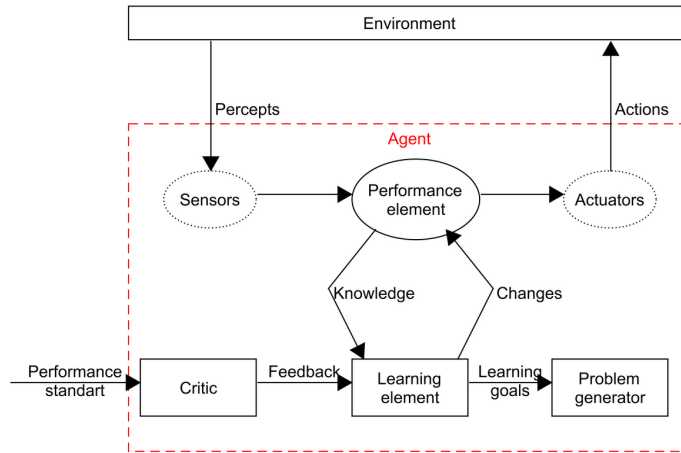 Environment
Percepts
Actions
Agent
Sensors
Performance
element
Actuators
Knowledge
Changes
Performance
standart
Critic
Feedback
Learning
element
Learning
goals
Problem
generator